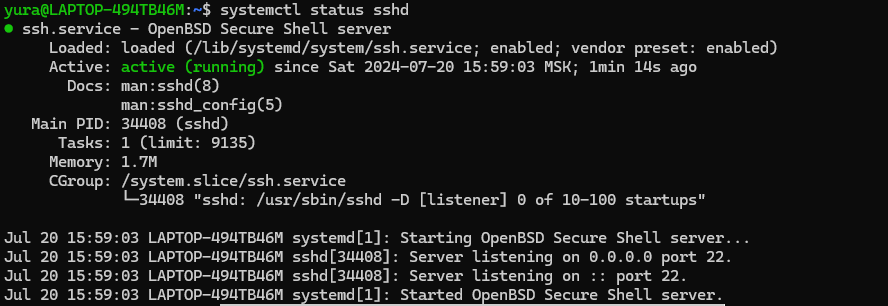 yura@LAPTOP-494TB46M:~$ systemctl status sshd
● ssh.service - OpenBSD Secure Shell server
     Loaded: loaded (/lib/systemd/system/ssh.service; enabled; vendor preset: enabled)
     Active: active (running) since Sat 2024-07-20 15:59:03 MSK; 1min 14s ago
       Docs: man:sshd(8)
             man:sshd_config(5)
   Main PID: 34408 (sshd)
      Tasks: 1 (limit: 9135)
     Memory: 1.7M
     CGroup: /system.slice/ssh.service
             └─34408 "sshd: /usr/sbin/sshd -D [listener] 0 of 10-100 startups"

Jul 20 15:59:03 LAPTOP-494TB46M systemd[1]: Starting OpenBSD Secure Shell server...
Jul 20 15:59:03 LAPTOP-494TB46M sshd[34408]: Server listening on 0.0.0.0 port 22.
Jul 20 15:59:03 LAPTOP-494TB46M sshd[34408]: Server listening on :: port 22.
Jul 20 15:59:03 LAPTOP-494TB46M systemd[1]: Started OpenBSD Secure Shell server.